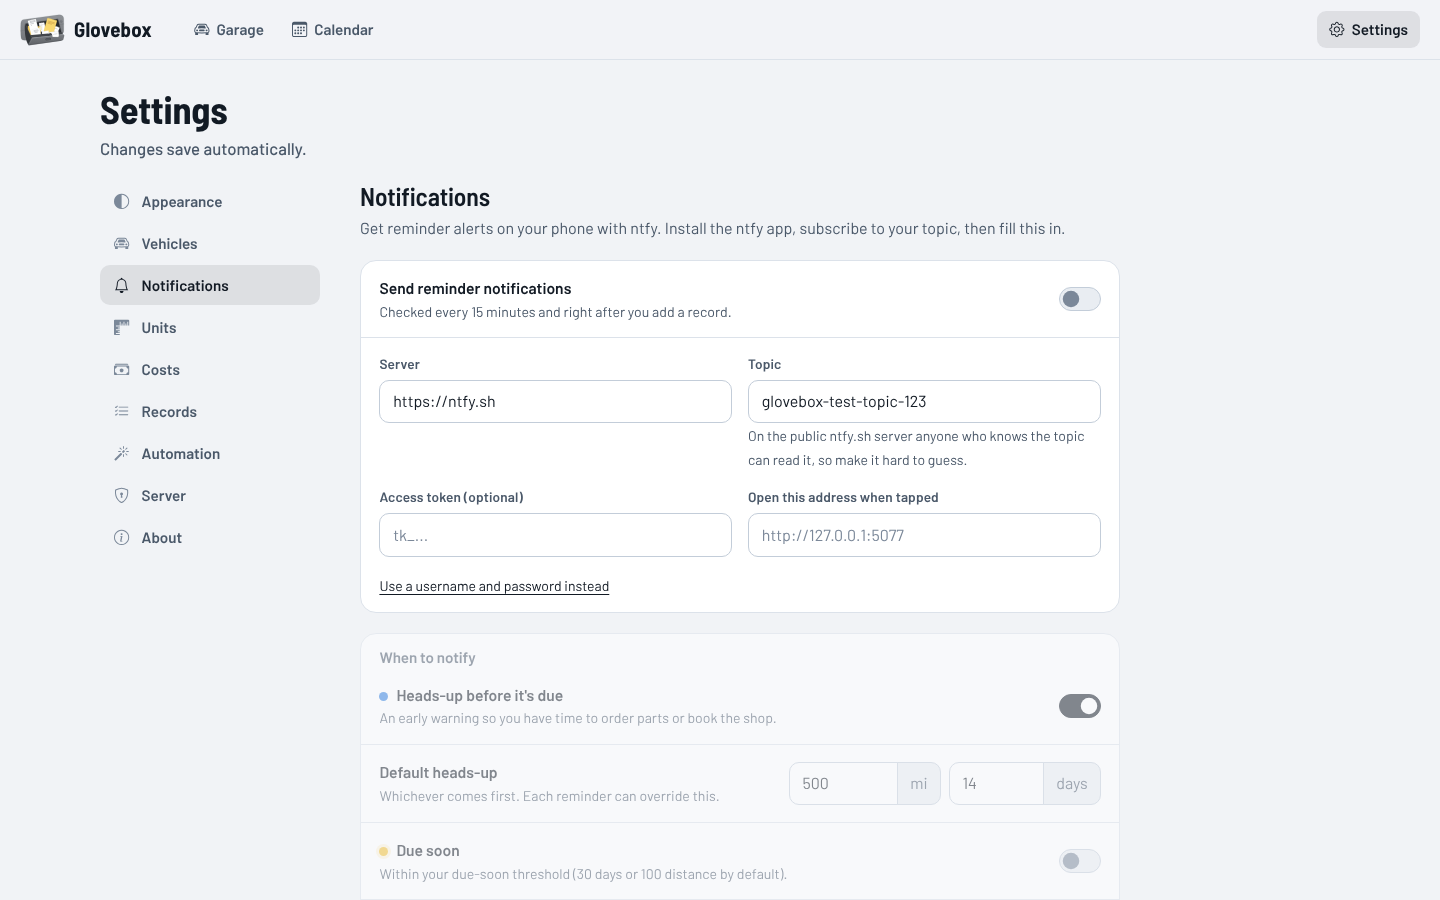 Glovebox
Garage
Calendar
Settings
Settings
Changes save automatically.
Appearance
Vehicles
Notifications
Units
Costs
Records
Automation
Server
About
Notifications
Get reminder alerts on your phone with ntfy. Install the ntfy app, subscribe to your topic, then fill this in.
Send reminder notifications
Checked every 15 minutes and right after you add a record.
Server
https://ntfy.sh
Topic
glovebox-test-topic-123
On the public ntfy.sh server anyone who knows the topic
can read it, so make it hard to guess.
Access token (optional)
tk_...
Open this address when tapped
http://127.0.0.1:5077
Use a username and password instead
When to notify
Heads-up before it's due
An early warning so you have time to order parts or book the shop.
Default heads-up
Whichever comes first. Each reminder can override this.
500 mi
14 days
Due soon
Within your due-soon threshold (30 days or 100 distance by default).